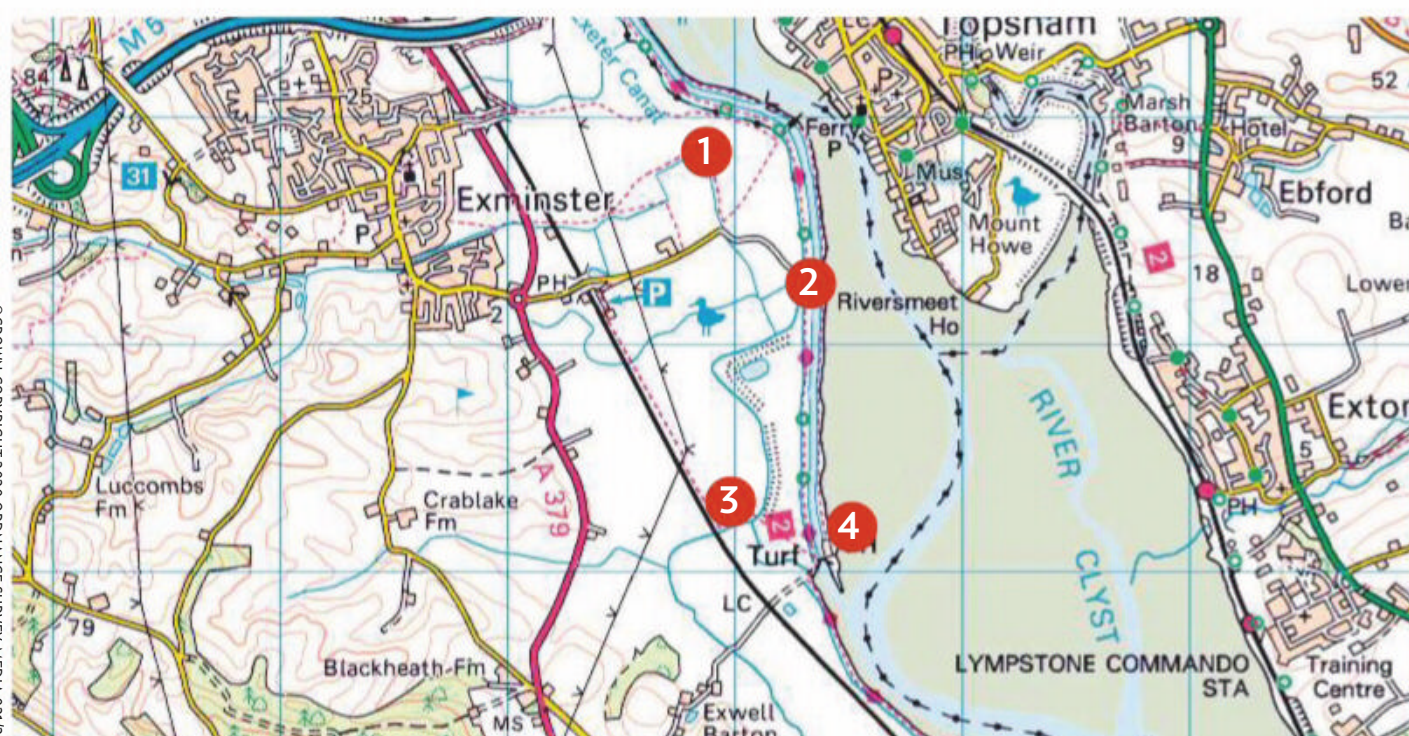 M 5
Exeter Canal
Topsham
PH
Weir
52
84
25
P
Marsh
Barton
9
Hotel
Ferry
P
1
Mus
31
Exminster
Ebford
Mount
Howe
P
2
18
PH
P
2
Riversmeet
Ho
Lower
2
RIVER
CLYST
Exton
5
A 379
Luccombs
Fm
Crablake
Fm
3
2
4
PH
Turf
LC
79
Blackheath Fm
LYMPSTONE COMMANDO
STA
Training
Centre
MS
Exwell
Barton